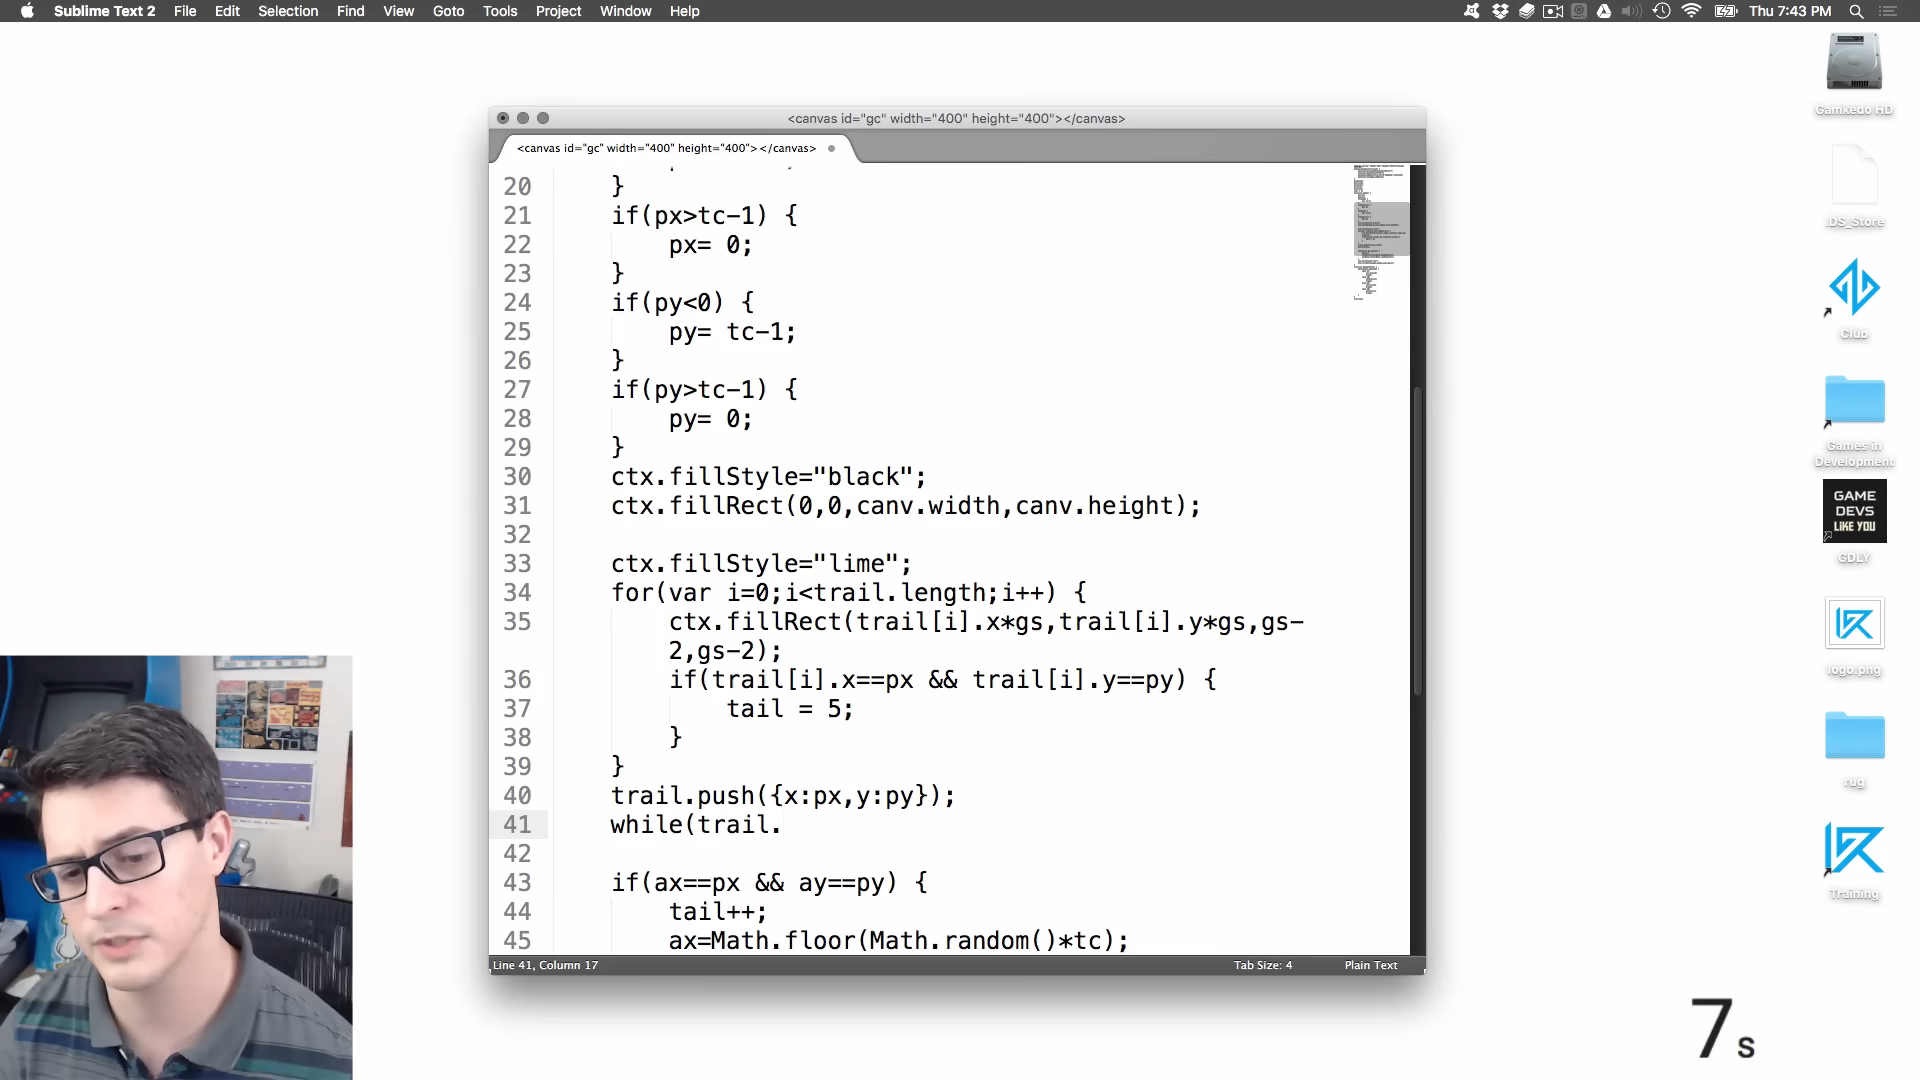 Sublime Text 2 File Edit Selection Find View Goto Tools Project Window Help Thu 7:43 PM
<canvas id="gc" width="400" height="400"></canvas>
<canvas id="gc" width="400" height="400"></canvas>
20 }
21 if(px>tc-1) {
22 px= 0;
23 }
24 if(py<0) {
25 py= tc-1;
26 }
27 if(py>tc-1) {
28 py= 0;
29 }
30 ctx.fillStyle="black";
31 ctx.fillRect(0,0,canv.width,canv.height);
32
33 ctx.fillStyle="lime";
34 for(var i=0;i<trail.length;i++) {
35 ctx.fillRect(trail[i].x*gs,trail[i].y*gs,gs-
2,gs-2);
36 if(trail[i].x==px && trail[i].y==py) {
37 tail = 5;
38 }
39 }
40 trail.push({x:px,y:py});
41 while(trail.
42
43 if(ax==px && ay==py) {
44 tail++;
45 ax=Math.floor(Math.random()*tc);
Line 41, Column 17
Tab Size: 4
Plain Text
Gamkedo HD
.DS_Store
Club
Games in
Development
GAME
DEVS
LIKE YOU
GDLY
logo.png
rug
Training
7s